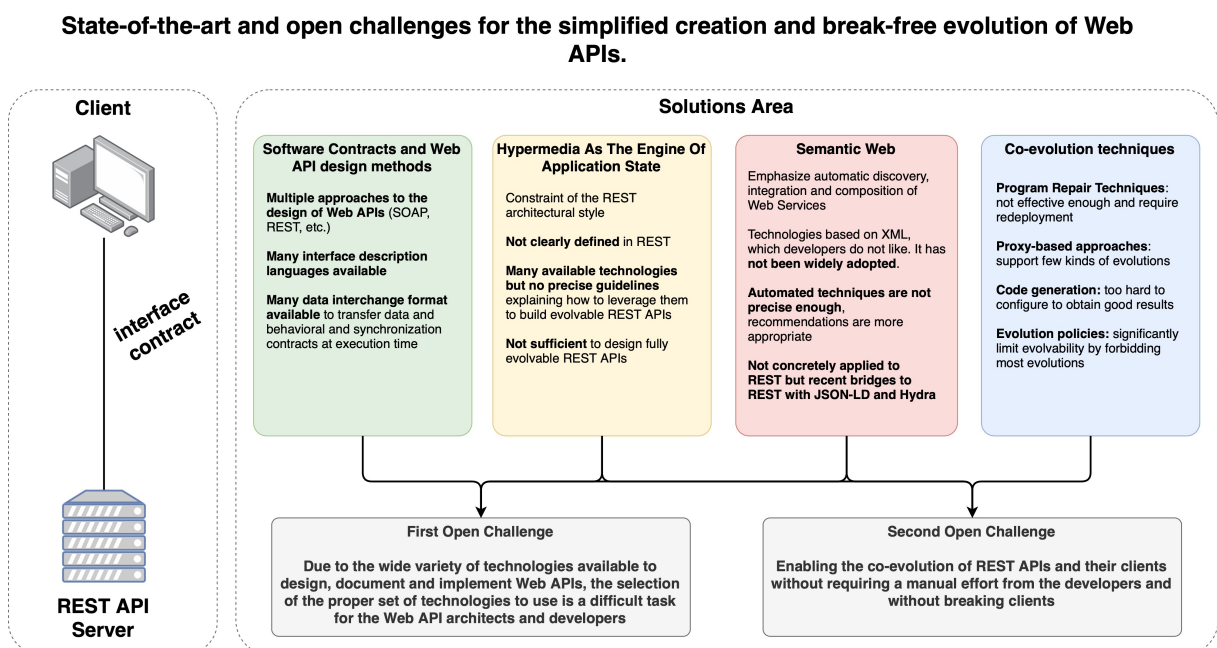 State-of-the-art and open challenges for the simplified creation and break-free evolution of Web
APIs.
Client
interface
contract
REST API
Server
Solutions Area
Software Contracts and Web
API design methods
Multiple approaches to the
design of Web APIs (SOAP,
REST, etc.)
Many interface description
languages available
Many data interchange format
available to transfer data and
behavioral and synchronization
contracts at execution time
Hypermedia As The Engine Of
Application State
Constraint of the REST
architectural style
Not clearly defined in REST
Many available technologies
but no precise guidelines
explaining how to leverage them
to build evolvable REST APIs
Not sufficient to design fully
evolvable REST APIs
Semantic Web
Emphasize automatic discovery,
integration and composition of
Web Services
Technologies based on XML,
which developers do not like. It has
not been widely adopted.
Automated techniques are not
precise enough,
recommendations are more
appropriate
Not concretely applied to
REST but recent bridges to
REST with JSON-LD and Hydra
Co-evolution techniques
Program Repair Techniques:
not effective enough and require
redeployment
Proxy-based approaches:
support few kinds of evolutions
Code generation: too hard to
configure to obtain good results
Evolution policies: significantly
limit evolvability by forbidding
most evolutions
First Open Challenge
Due to the wide variety of technologies available to
design, document and implement Web APIs, the selection
of the proper set of technologies to use is a difficult task
for the Web API architects and developers
Second Open Challenge
Enabling the co-evolution of REST APIs and their clients
without requiring a manual effort from the developers and
without breaking clients